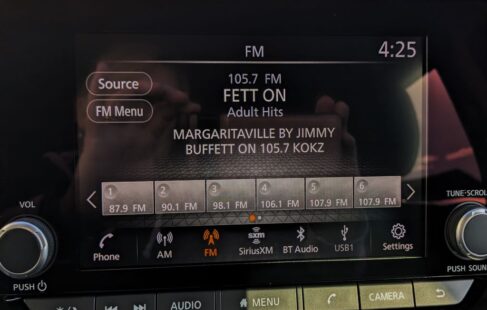 FM 4:25
Source
105.7 FM
FETT ON
FM Menu
Adult Hits
MARGARITAVILLE BY JIMMY
BUFFETT ON 105.7 KOKZ
1 2 3 4 5 6
87.9 FM 90.1 FM 98.1 FM 106.1 FM 107.9 FM 107.9 FM
VOL
TUNE·SCROLL
sxm
Phone AM FM SiriusXM BT Audio USB1 Settings
PUSH
PUSH SOUND
AUDIO MENU CAMERA